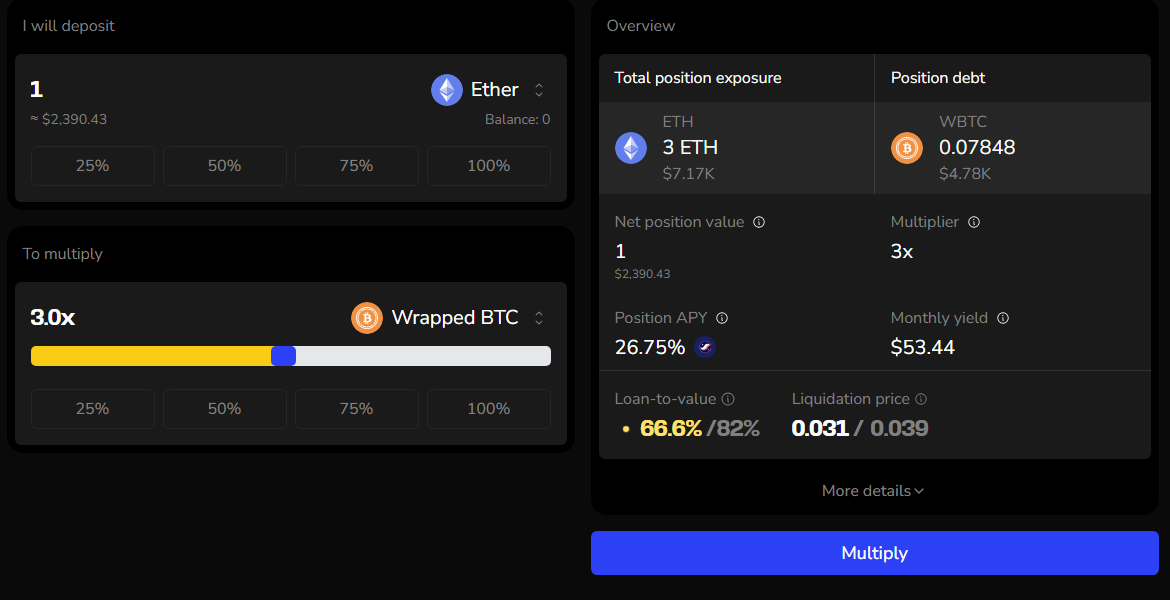 I will deposit
1
Ether
≈ $2,390.43
Balance: 0
25% 50% 75% 100%
To multiply
3.0x
Wrapped BTC
25% 50% 75% 100%
Overview
Total position exposure
Position debt
ETH
3 ETH
$7.17K
WBTC
0.07848
$4.78K
Net position value
1
$2,390.43
Multiplier
3x
Position APY
26.75%
Monthly yield
$53.44
Loan-to-value
66.6% /82%
Liquidation price
0.031 / 0.039
More details
Multiply